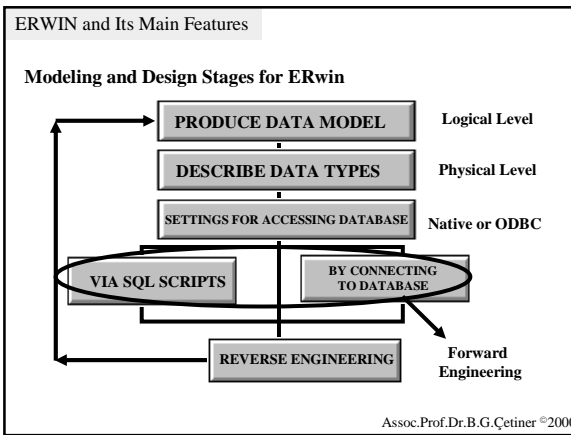 ERWIN and Its Main Features
Modeling and Design Stages for ERwin
PRODUCE DATA MODEL
Logical Level
DESCRIBE DATA TYPES
Physical Level
SETTINGS FOR ACCESSING DATABASE
Native or ODBC
VIA SQL SCRIPTS
BY CONNECTING
TO DATABASE
REVERSE ENGINEERING
Forward
Engineering
Assoc.Prof.Dr.B.G.Çetiner ©2000